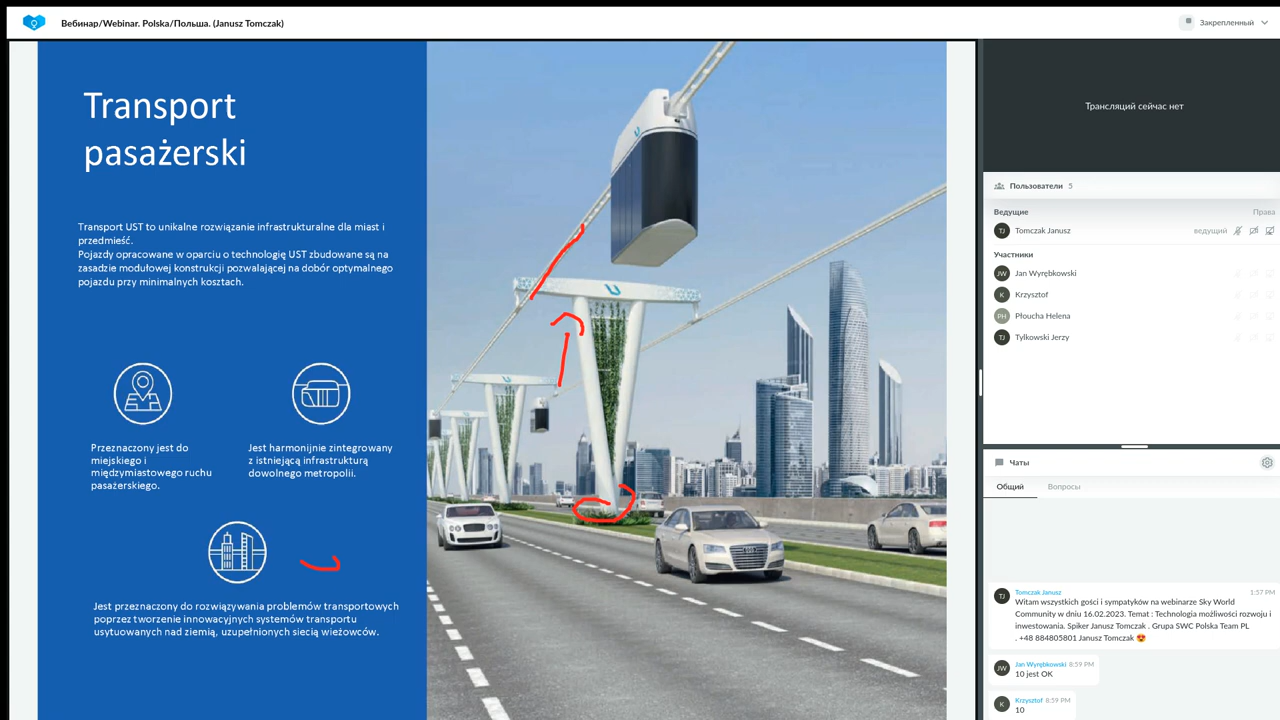 Вебинар/Webinar. Polska/Польша. (Janusz Tomczak)
Закрепленный
Transport
pasażerski
Transport UST to unikalne rozwiązanie infrastrukturalne dla miast i
przedmieść.
Pojazdy opracowane w oparciu o technologię UST zbudowane są na
zasadzie modułowej konstrukcji pozwalającej na dobór optymalnego
pojazdu przy minimalnych kosztach.
Przeznaczony jest do
miejskiego i
międzymiastowego ruchu
pasażerskiego.
Jest harmonijnie zintegrowany
z istniejącą infrastrukturą
dowolnego metropolii.
Jest przeznaczony do rozwiązywania problemów transportowych
poprzez tworzenie innowacyjnych systemów transportu
usytuowanych nad ziemią, uzupełnionych siecią wieżowców.
Трансляций сейчас нет
Пользователи 5
Ведущие Права
TJ Tomczak Janusz ведущий
Участники
JW Jan Wyrębkowski
K Krzysztof
PH Płoucha Helena
TJ Tylkowski Jerzy
Чаты
Общий Вопросы
TJ Tomczak Janusz 1:57 PM
Witam wszystkich gości i sympatyków na webinarze Sky World
Community w dniu 16.02.2023. Temat : Technologia możliwości rozwoju i
inwestowania. Spiker Janusz Tomczak . Grupa SWC Polska Team PL
. +48 884805801 Janusz Tomczak 😍
JW Jan Wyrębkowski 8:59 PM
10 jest OK
K Krzysztof 8:59 PM
10